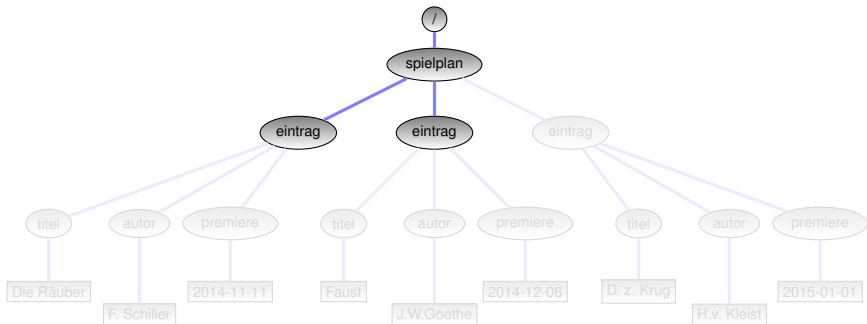 /
spielplan
eintrag eintrag eintrag
titel autor premiere titel autor premiere titel autor premiere
Die Räuber F. Schiller 2014-11-11 Faust J.W.Goethe 2014-12-06 D. z. Krug H.v. Kleist 2015-01-01